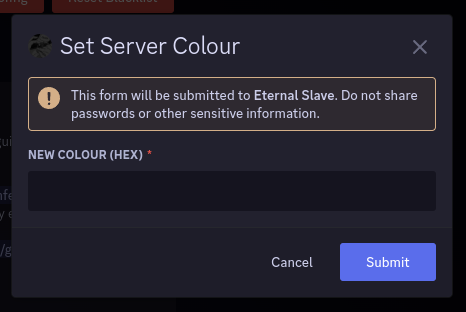 Set Server Colour
This form will be submitted to Eternal Slave. Do not share
passwords or other sensitive information.
NEW COLOUR (HEX) *
Cancel
Submit